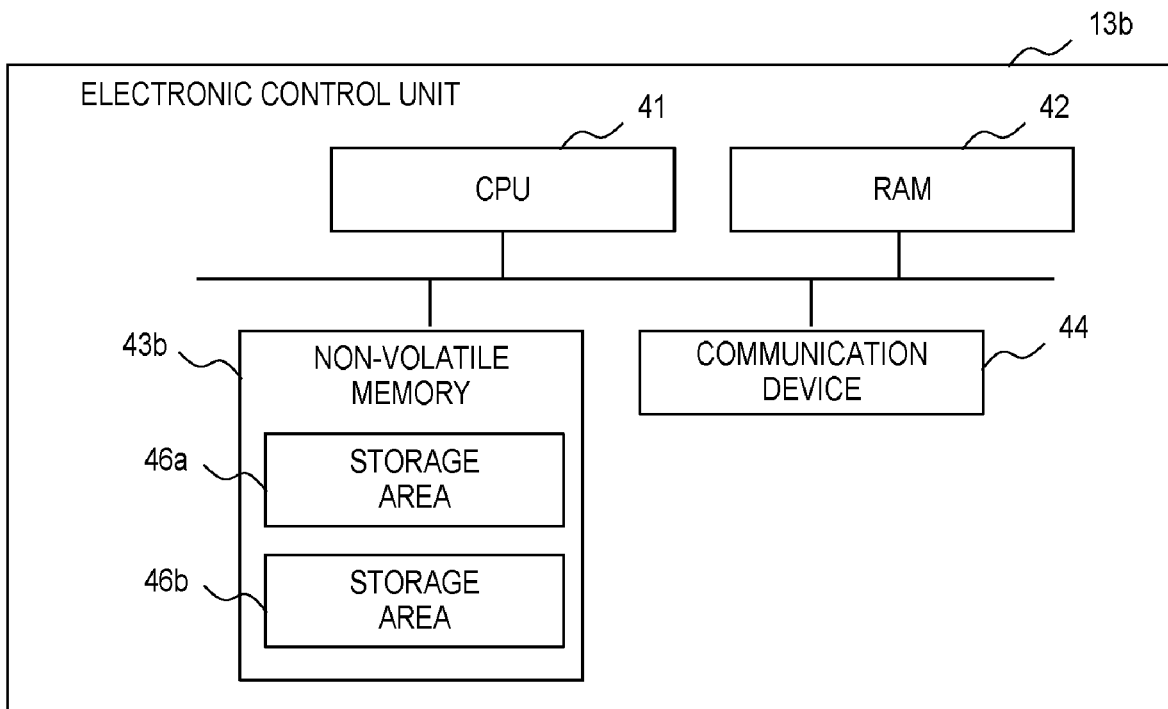 13b
ELECTRONIC CONTROL UNIT
41
42
CPU
RAM
43b
NON-VOLATILE
MEMORY
COMMUNICATION
DEVICE
44
46a
STORAGE
AREA
46b
STORAGE
AREA